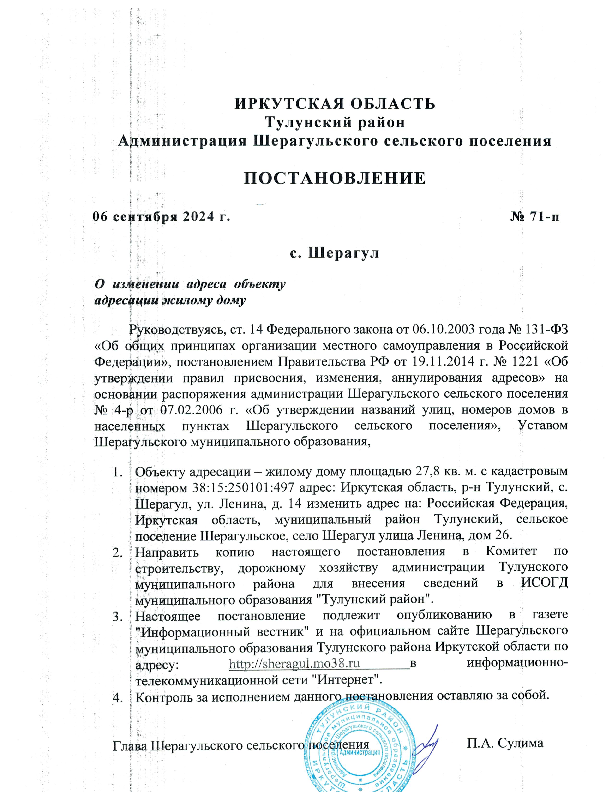 ИРКУТСКАЯ ОБЛАСТЬ
Тулунский район
Администрация Шерагульского сельского поселения
ПОСТАНОВЛЕНИЕ
06 сентября 2024 г. № 71-п
с. Шерагул
О изменении адреса объекту
адресации жилому дому
Руководствуясь, ст. 14 Федерального закона от 06.10.2003 года № 131-ФЗ
«Об общих принципах организации местного самоуправления в Российской
Федерации», постановлением Правительства РФ от 19.11.2014 г. № 1221 «Об
утверждении правил присвоения, изменения, аннулирования адресов» на
основании распоряжения администрации Шерагульского сельского поселения
№ 4-р от 07.02.2006 г. «Об утверждении названий улиц, номеров домов в
населенных пунктах Шерагульского сельского поселения», Уставом
Шерагульского муниципального образования,
1. Объекту адресации – жилому дому площадью 27,8 кв. м. с кадастровым
номером 38:15:250101:497 адрес: Иркутская область, р-н Тулунский, с.
Шерагул, ул. Ленина, д. 14 изменить адрес на: Российская Федерация,
Иркутская область, муниципальный район Тулунский, сельское
поселение Шерагульское, село Шерагул улица Ленина, дом 26.
2. Направить копию настоящего постановления в Комитет по
строительству, дорожному хозяйству администрации Тулунского
муниципального района для внесения сведений в ИСОГД
муниципального образования "Тулунский район".
3. Настоящее постановление подлежит опубликованию в газете
"Информационный вестник" и на официальном сайте Шерагульского
муниципального образования Тулунского района Иркутской области по
адресу: http://sheragul.mo38.ru в информационно-
телекоммуникационной сети "Интернет".
4. Контроль за исполнением данного постановления оставляю за собой.
ТУЛУНСКИЙ РАЙОН
Администрация
Глава Шерагульского сельского поселения П.А. Судима